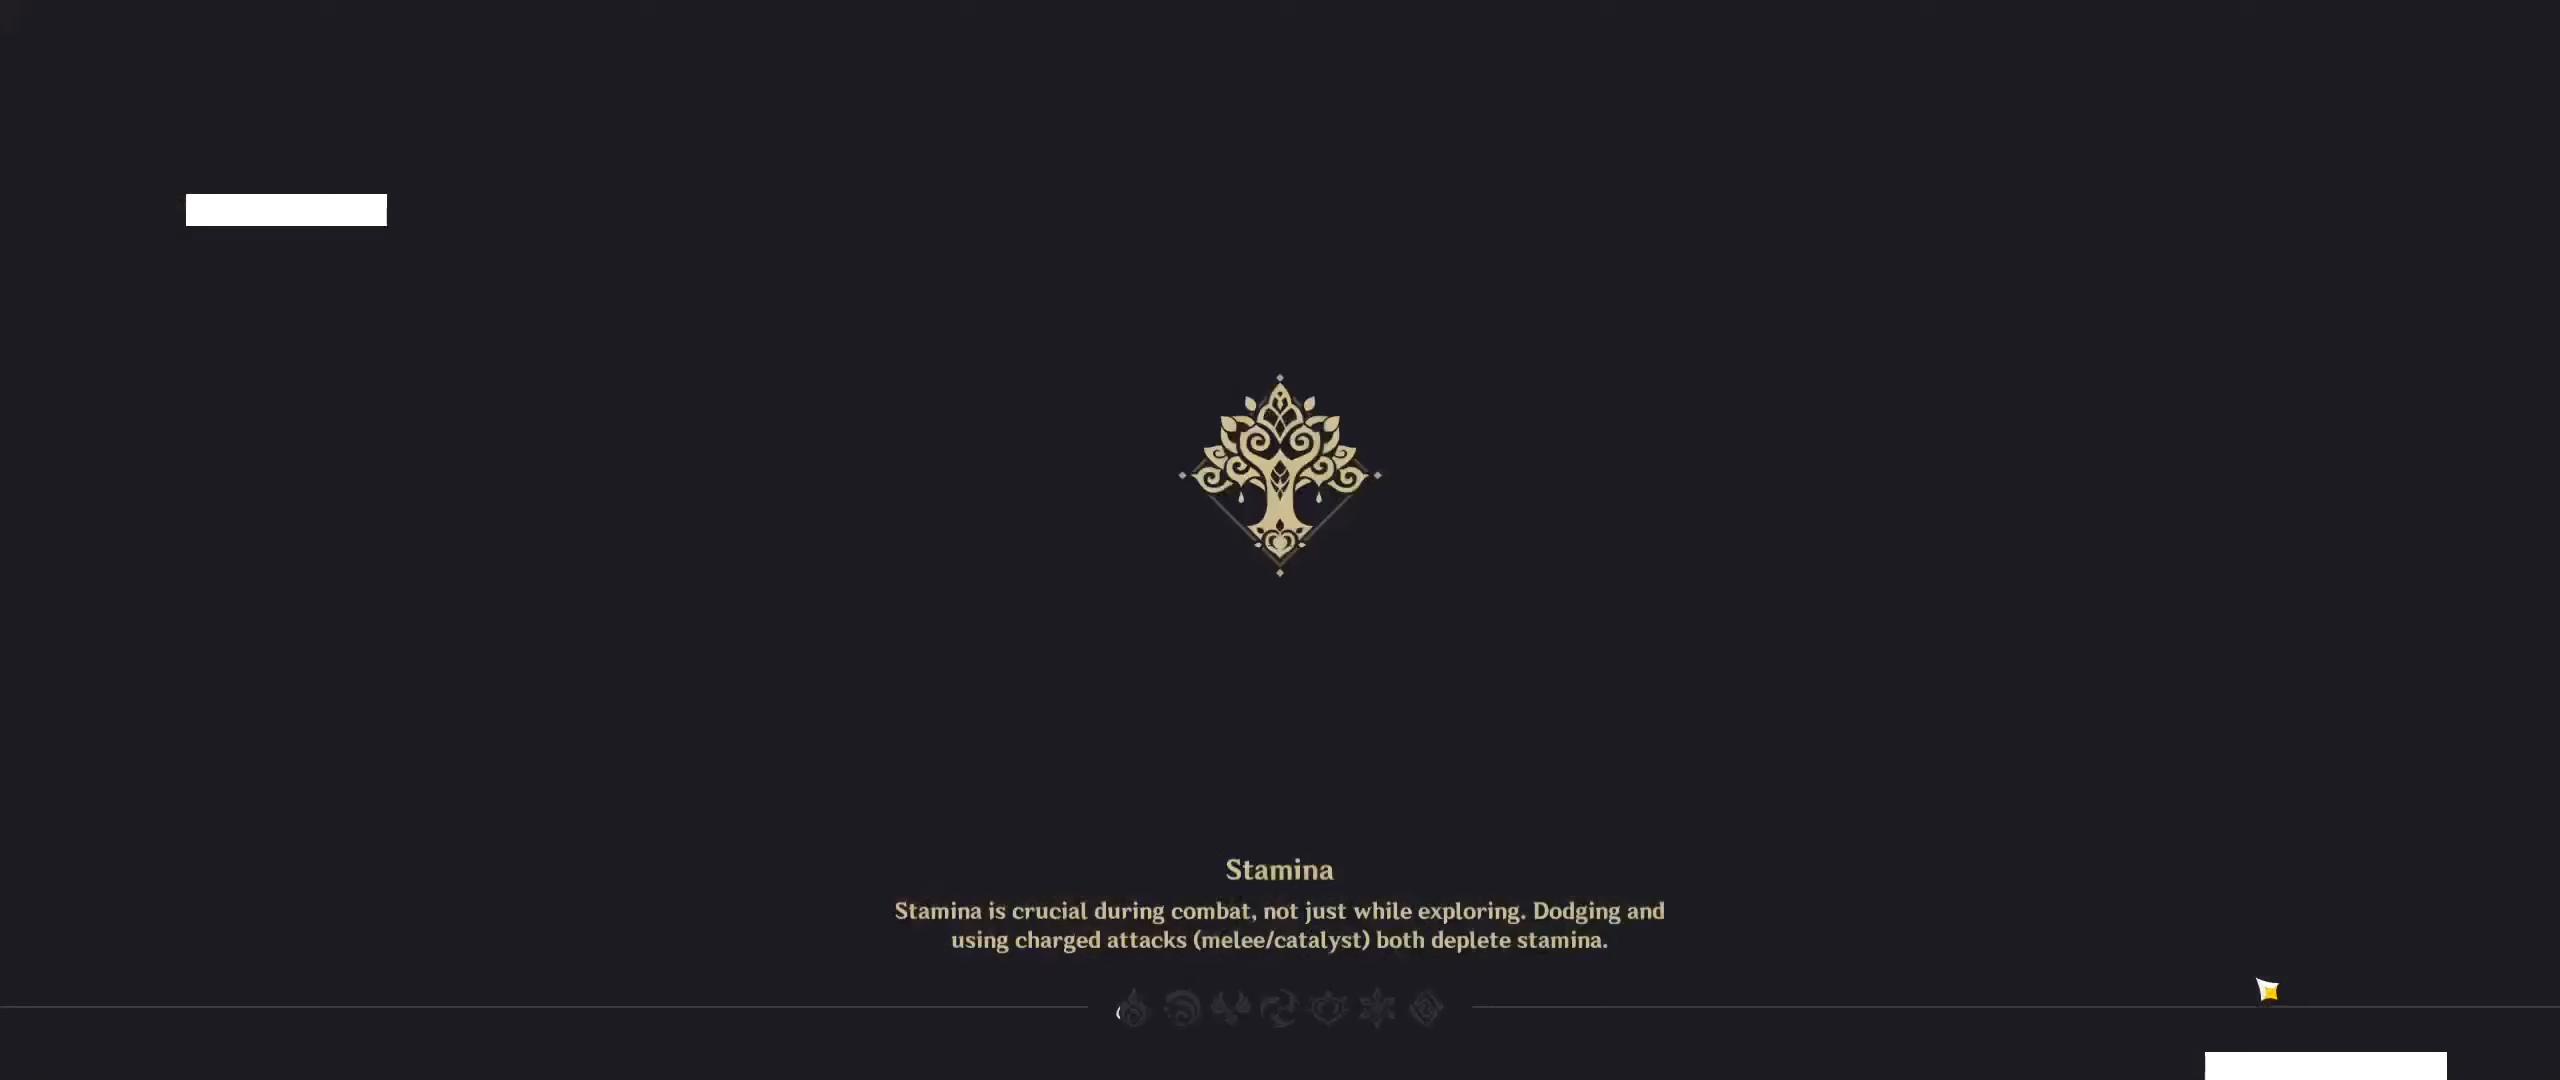 Stamina
Stamina is crucial during combat, not just while exploring. Dodging and
using charged attacks (melee/catalyst) both deplete stamina.